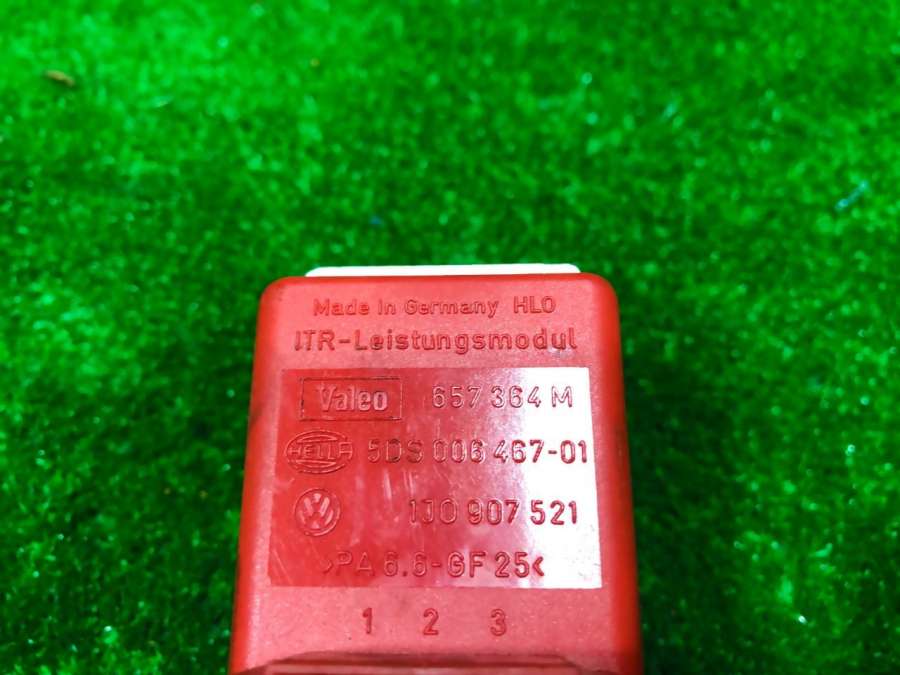 Made in Germany HLO
ITR-Leistungsmodul
Valeo 657 364 M
HELLA 5DS 006 467-01
VW 1J0 907 521
>PA 6.6-GF 25<
1 2 3